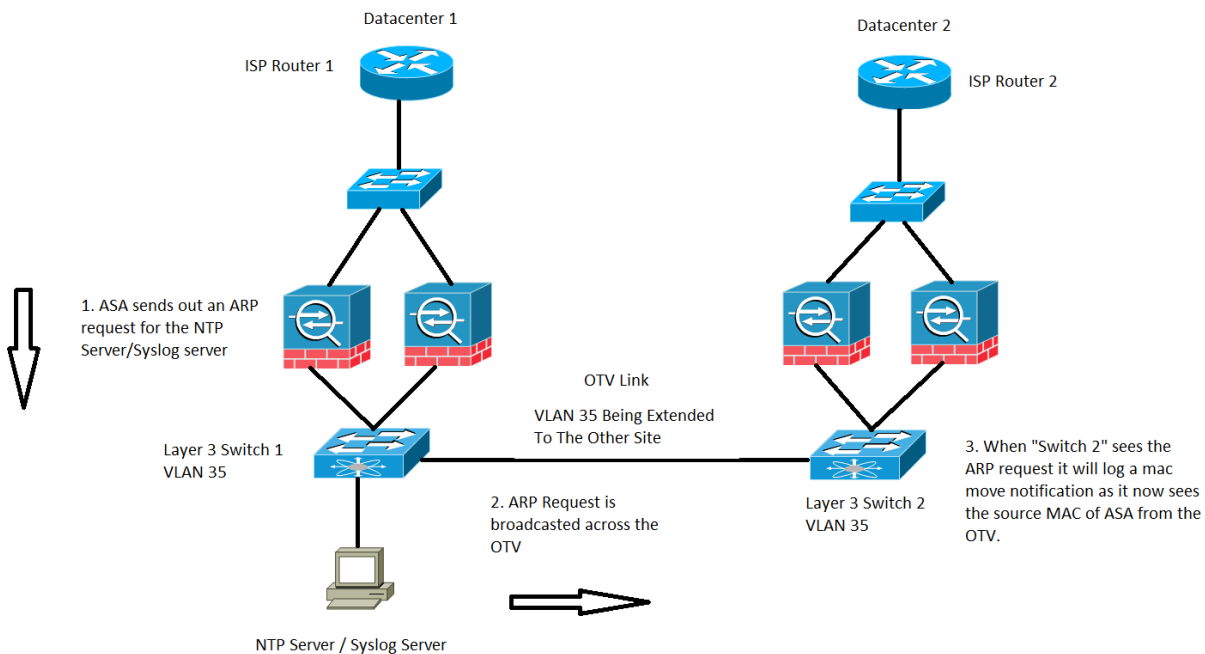 Datacenter 1
Datacenter 2
ISP Router 1
ISP Router 2
1. ASA sends out an ARP
request for the NTP
Server/Syslog server
OTV Link
VLAN 35 Being Extended
To The Other Site
Layer 3 Switch 1
VLAN 35
3. When "Switch 2" sees the
ARP request it will log a mac
move notification as it now sees
the source MAC of ASA from the
OTV.
2. ARP Request is
broadcasted across the
OTV
Layer 3 Switch 2
VLAN 35
NTP Server / Syslog Server